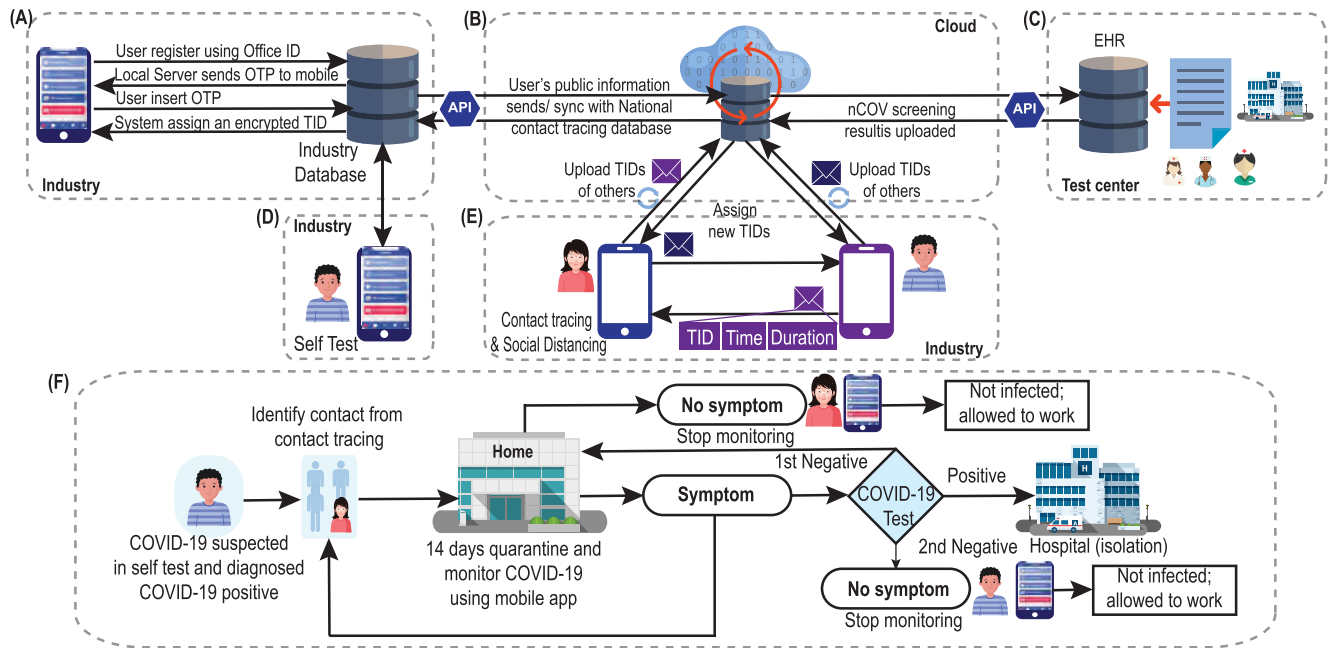 (A)
User register using Office ID
Local Server sends OTP to mobile
User insert OTP
System assign an encrypted TID
Industry
Database
Industry
API
(B)
Cloud
User's public information
sends/ sync with National
contact tracing database
nCOV screening
resultis uploaded
Upload TIDs
of others
Upload TIDs
of others
Assign
new TIDs
API
(C)
EHR
Test center
(D)
Industry
Self Test
(E)
Contact tracing
& Social Distancing
TID
Time
Duration
Industry
(F)
COVID-19 suspected
in self test and diagnosed
COVID-19 positive
Identify contact from
contact tracing
Home
14 days quarantine and
monitor COVID-19
using mobile app
No symptom
Stop monitoring
Not infected;
allowed to work
1st Negative
Symptom
COVID-19
Test
Positive
H
Hospital (isolation)
2nd Negative
No symptom
Stop monitoring
Not infected;
allowed to work